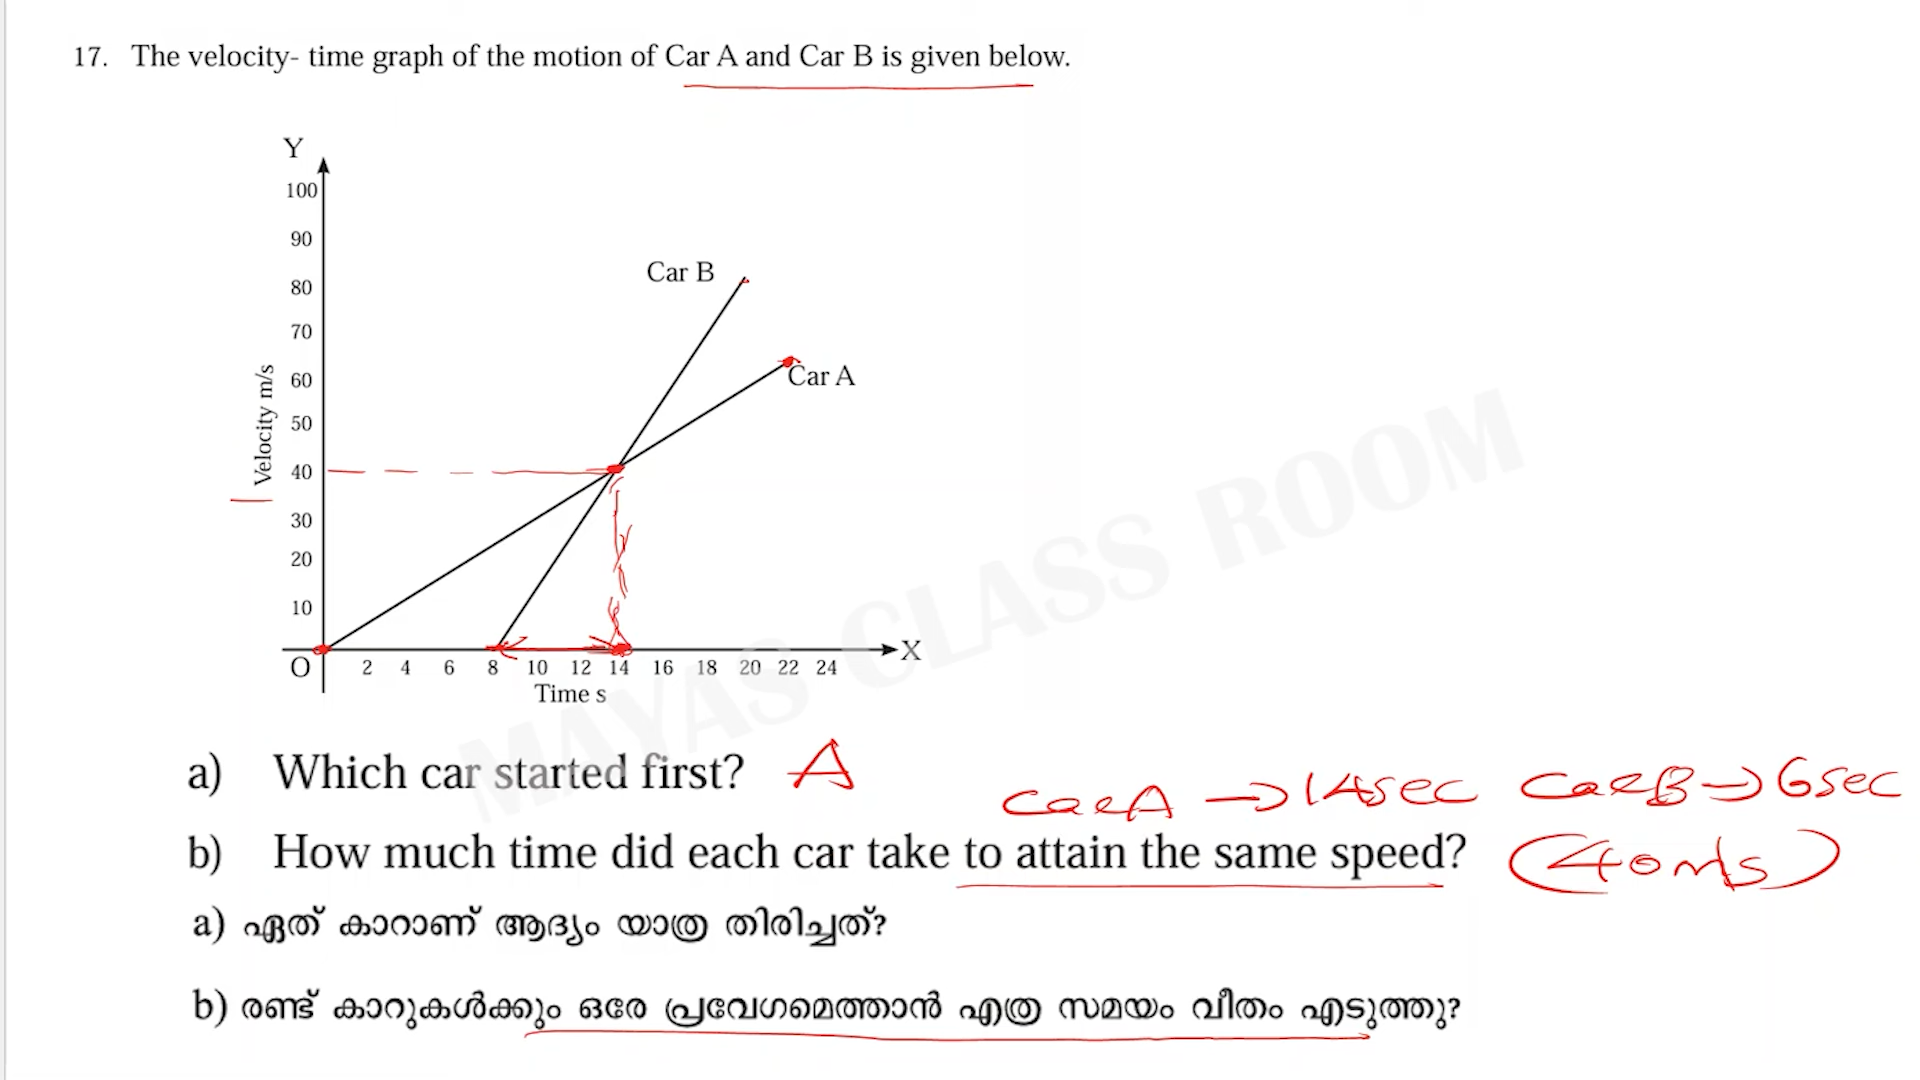 17. The velocity- time graph of the motion of Car A and Car B is given below.
Y
100
90
80
70
60
50
40
30
20
10
Velocity m/s
Car B
Car A
O 2 4 6 8 10 12 14 16 18 20 22 24 X
Time s
MAYAS CLASS ROOM
a) Which car started first? A
Car A → 14sec Car B → 6sec
b) How much time did each car take to attain the same speed? (40 m/s)
a) ഏത് കാറാണ് ആദ്യം യാത്ര തിരിച്ചത്?
b) രണ്ട് കാറുകൾക്കും ഒരേ പ്രവേഗമെത്താൻ എത്ര സമയം വീതം എടുത്തു?